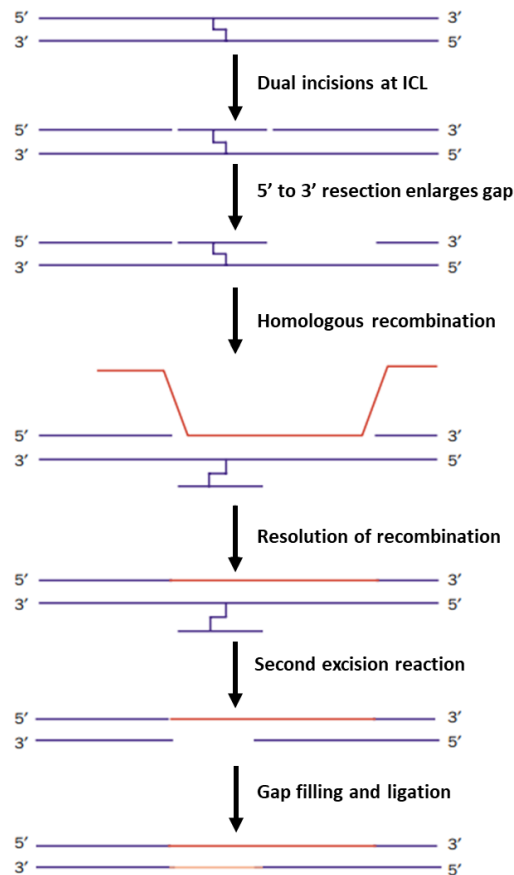 5′ 3′
3′ 5′
Dual incisions at ICL
5′ 3′
3′ 5′
5’ to 3’ resection enlarges gap
5′ 3′
3′ 5′
Homologous recombination
5′ 3′
3′ 5′
Resolution of recombination
5′ 3′
3′ 5′
Second excision reaction
5′ 3′
3′ 5′
Gap filling and ligation
5′ 3′
3′ 5′